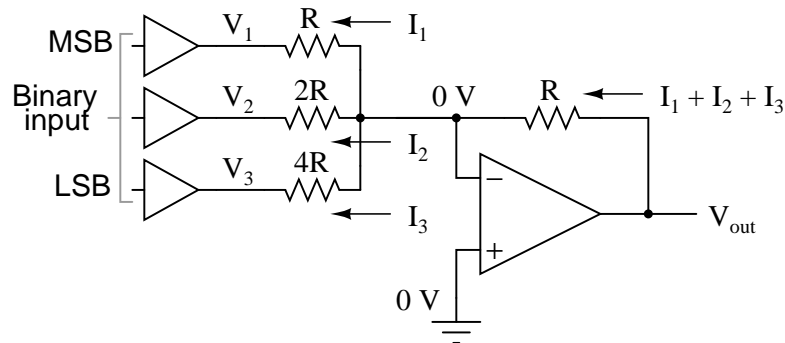 MSB
V1
R
I1
Binary
input
V2
2R
I2
LSB
V3
4R
I3
0 V
R
I1 + I2 + I3
−
+
Vout
0 V